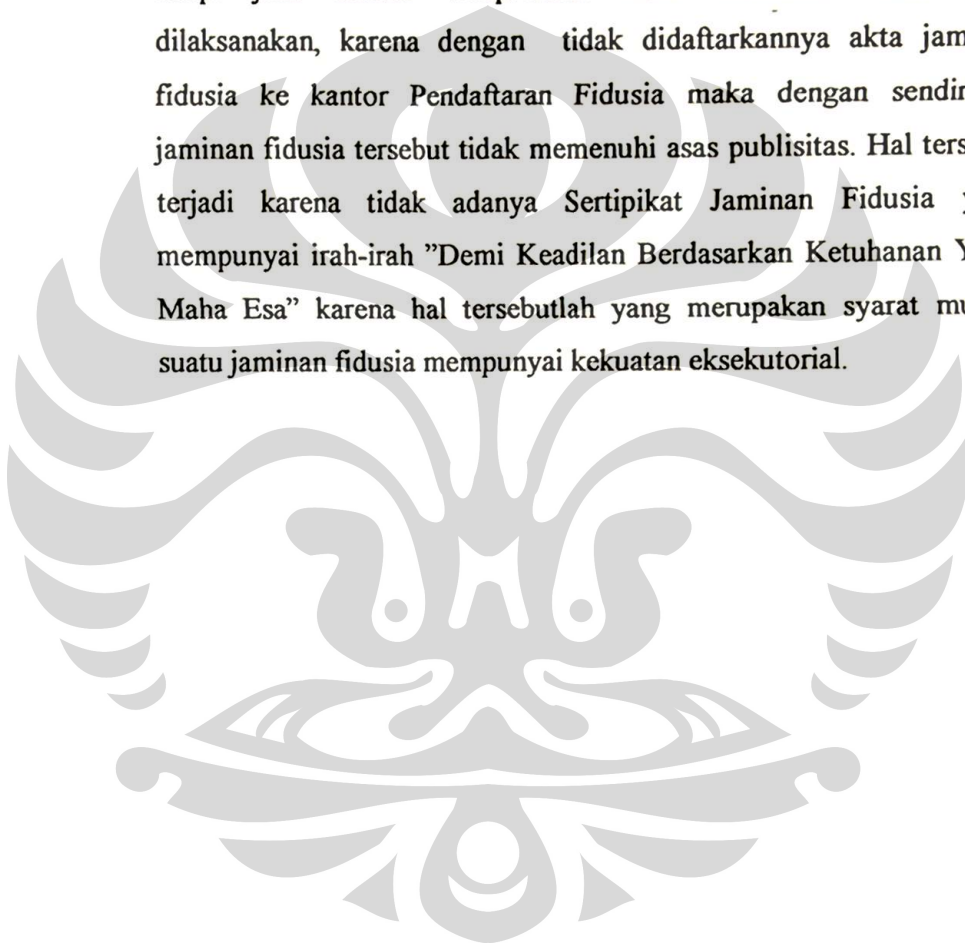 dilaksanakan, karena dengan tidak didaftarkannya akta jam
fidusia ke kantor Pendaftaran Fidusia maka dengan sendir
jaminan fidusia tersebut tidak memenuhi asas publisitas. Hal ters
terjadi karena tidak adanya Sertipikat Jaminan Fidusia
mempunyai irah-irah ”Demi Keadilan Berdasarkan Ketuhanan Y
Maha Esa” karena hal tersebutlah yang merupakan syarat mu
suatu jaminan fidusia mempunyai kekuatan eksekutorial.